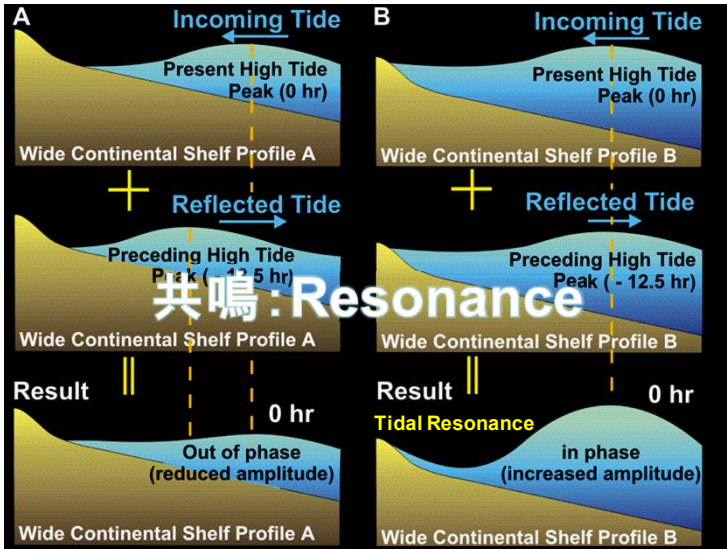 A
Incoming Tide
Present High Tide
Peak (0 hr)
Wide Continental Shelf Profile A
+
Reflected Tide
Preceding High Tide
Peak ( - 12.5 hr)
Wide Continental Shelf Profile A
Result
0 hr
Out of phase
(reduced amplitude)
Wide Continental Shelf Profile A
B
Incoming Tide
Present High Tide
Peak (0 hr)
Wide Continental Shelf Profile B
+
Reflected Tide
Preceding High Tide
Peak ( - 12.5 hr)
Wide Continental Shelf Profile B
Result
0 hr
Tidal Resonance
in phase
(increased amplitude)
Wide Continental Shelf Profile B
共鳴:Resonance